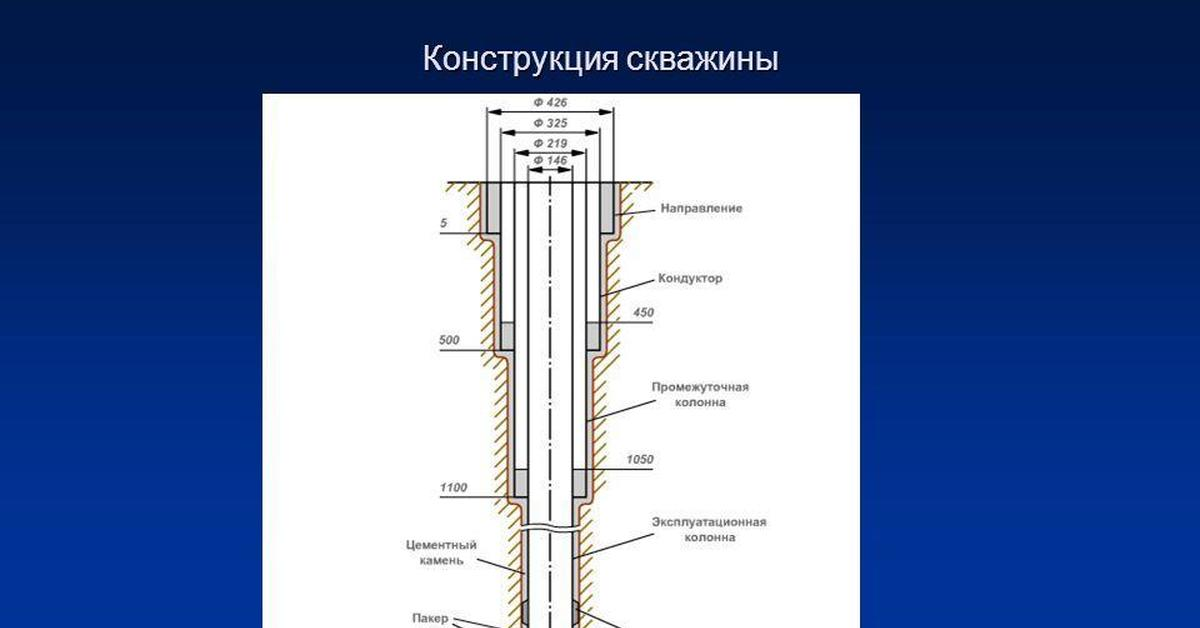 Конструкция скважины
Ф 426
Ф 325
Ф 219
Ф 146
Направление
5
Кондуктор
450
500
Промежуточная
колонна
1050
1100
Эксплуатационная
колонна
Цементный
камень
Пакер